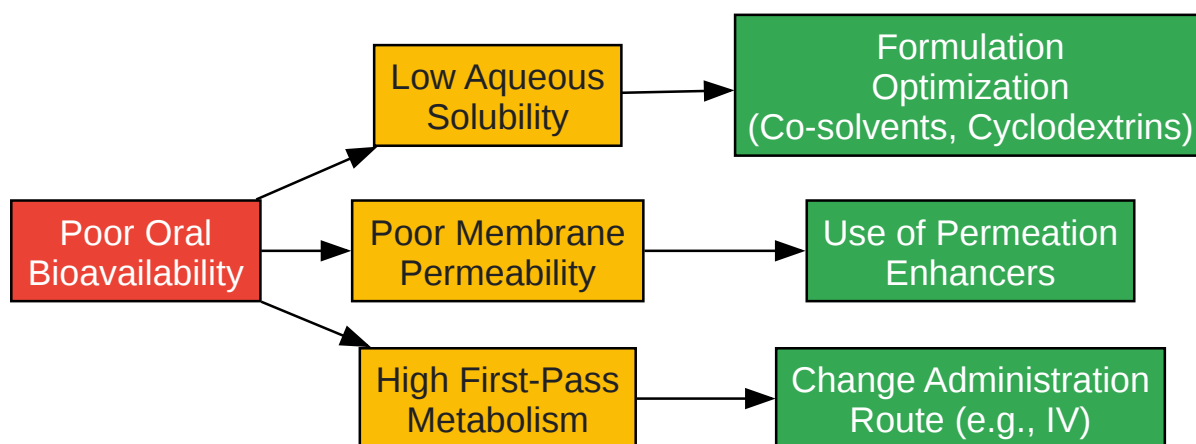 Poor Oral
Bioavailability
Low Aqueous
Solubility
Formulation
Optimization
(Co-solvents, Cyclodextrins)
Poor Membrane
Permeability
Use of Permeation
Enhancers
High First-Pass
Metabolism
Change Administration
Route (e.g., IV)